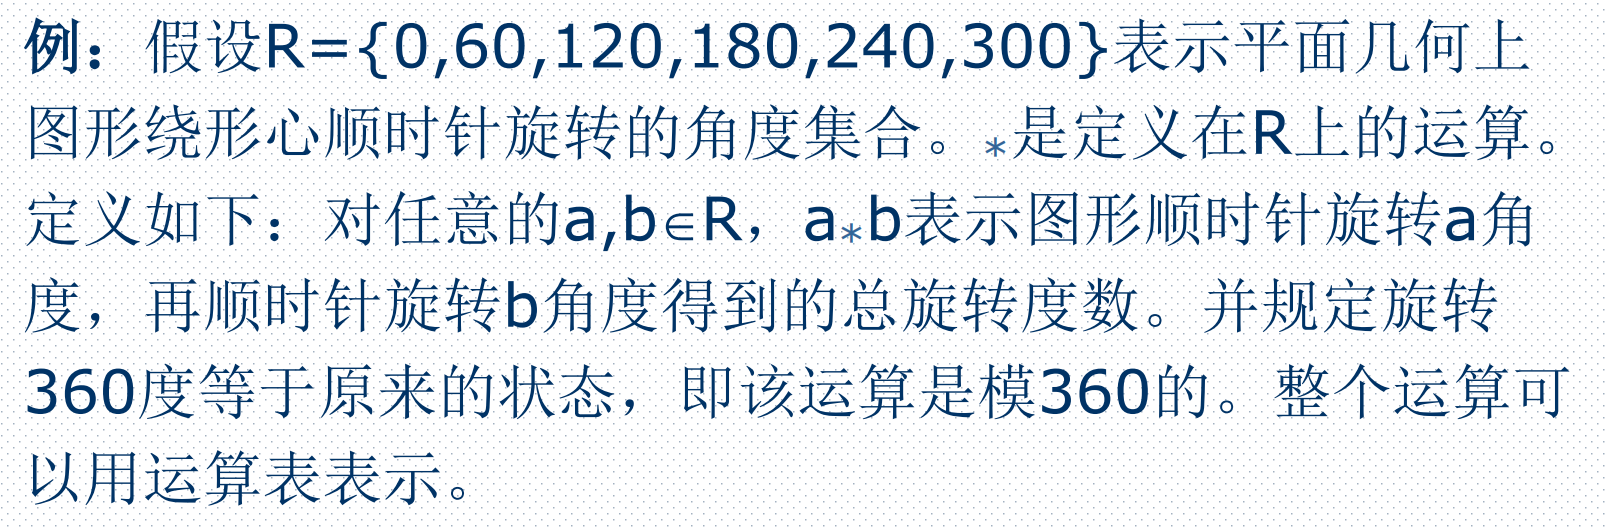 例：假设R={0,60,120,180,240,300}表示平面几何上
图形绕形心顺时针旋转的角度集合。*是定义在R上的运算。
定义如下：对任意的a,b∈R，a*b表示图形顺时针旋转a角
度，再顺时针旋转b角度得到的总旋转度数。并规定旋转
360度等于原来的状态，即该运算是模360的。整个运算可
以用运算表表示。